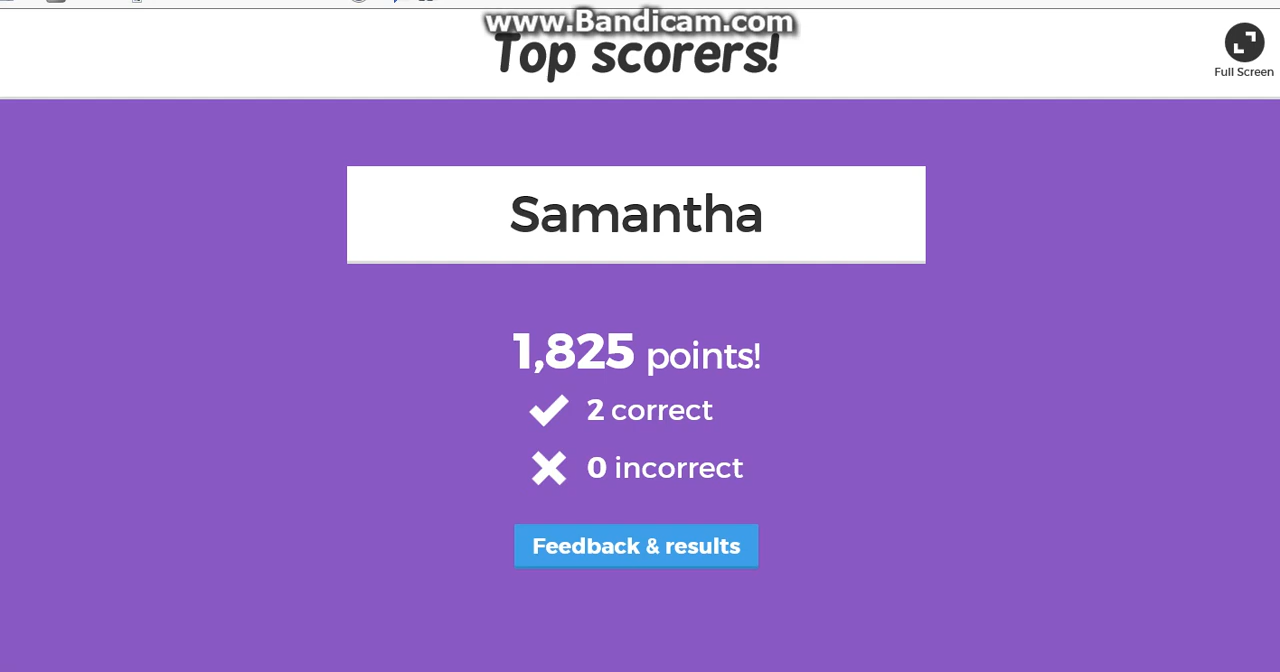 www.Bandicam.com
Top scorers!
Full Screen
Samantha
1,825 points!
2 correct
0 incorrect
Feedback & results